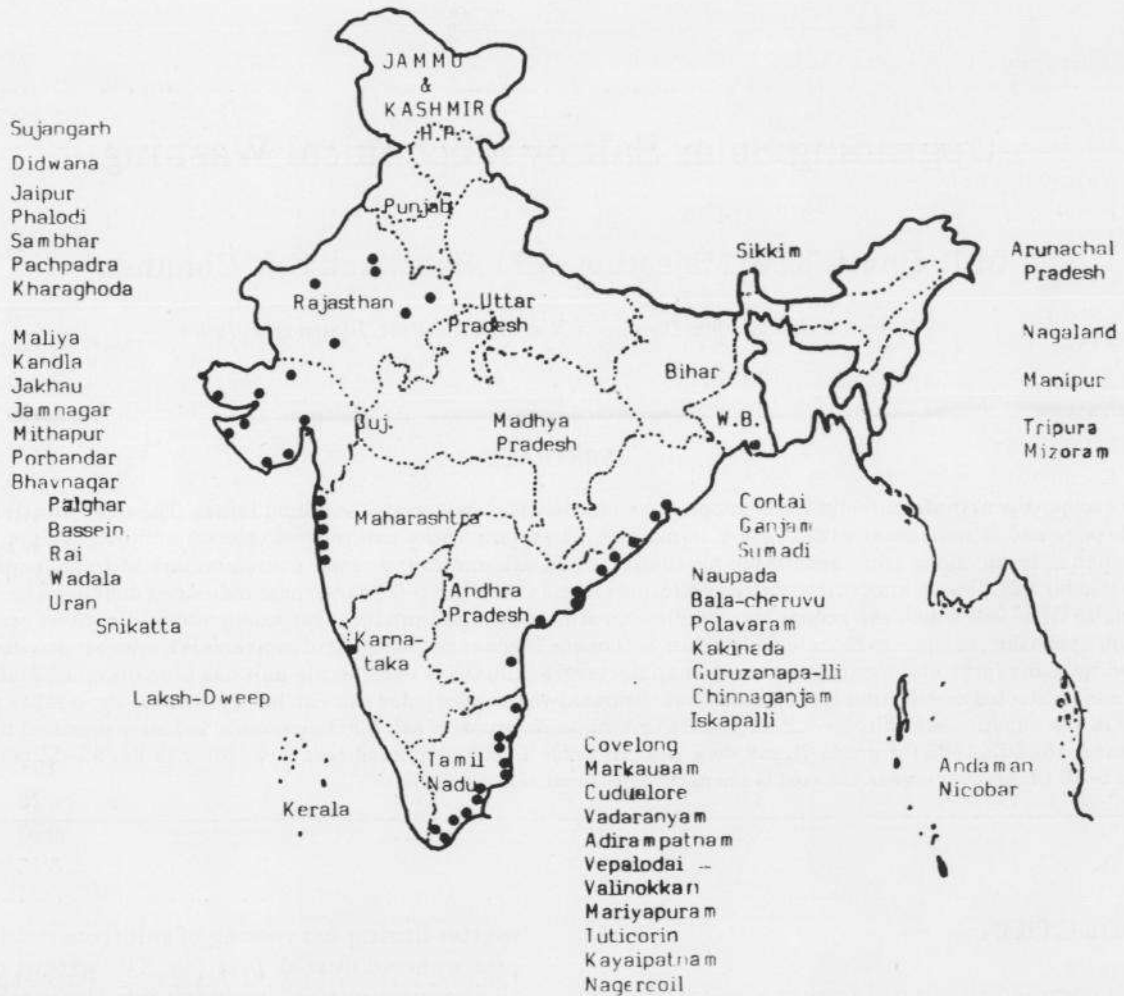 JAMMU
&
KASHMIR
H.P
Punjab
Rajasthan
Uttar
Pradesh
Sikkim
Arunachal
Pradesh
Nagaland
Manipur
Tripura
Mizoram
Bihar
W.B.
Guj.
Madhya
Pradesh
Maharashtra
Andhra
Pradesh
Karna-
taka
Tamil
Nadu
Kerala
Laksh-Dweep
Andaman
Nicobar
Sujangarh
Didwana
Jaipur
Phalodi
Sambhar
Pachpadra
Kharaghoda
Maliya
Kandla
Jakhau
Jamnagar
Mithapur
Porbandar
Bhavnagar
Palghar
Bassein
Rai
Wadala
Uran
Snikatta
Contai
Ganjam
Sumadi
Naupada
Bala-cheruvu
Polavaram
Kakineda
Guruzanapa-lli
Chinnaganjam
Iskapalli
Covelong
Markauaam
Cudualore
Vadaranyam
Adirampatnam
Vepalodai
Valinokkan
Mariyapuram
Tuticorin
Kayaipatnam
Nagercoil